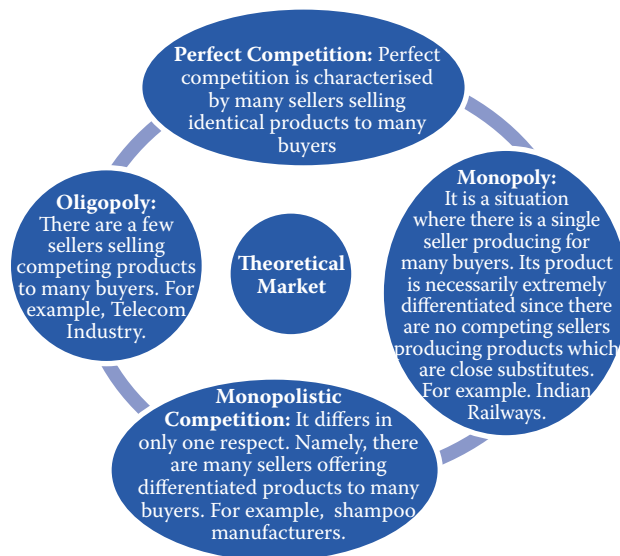 Perfect Competition: Perfect
competition is characterised
by many sellers selling
identical products to many
buyers
Monopoly:
It is a situation
where there is a single
seller producing for
many buyers. Its product
is necessarily extremely
differentiated since there
are no competing sellers
producing products which
are close substitutes.
For example. Indian
Railways.
Monopolistic
Competition: It differs in
only one respect. Namely, there
are many sellers offering
differentiated products to many
buyers. For example, shampoo
manufacturers.
Oligopoly:
There are a few
sellers selling
competing products
to many buyers. For
example, Telecom
Industry.
Theoretical
Market